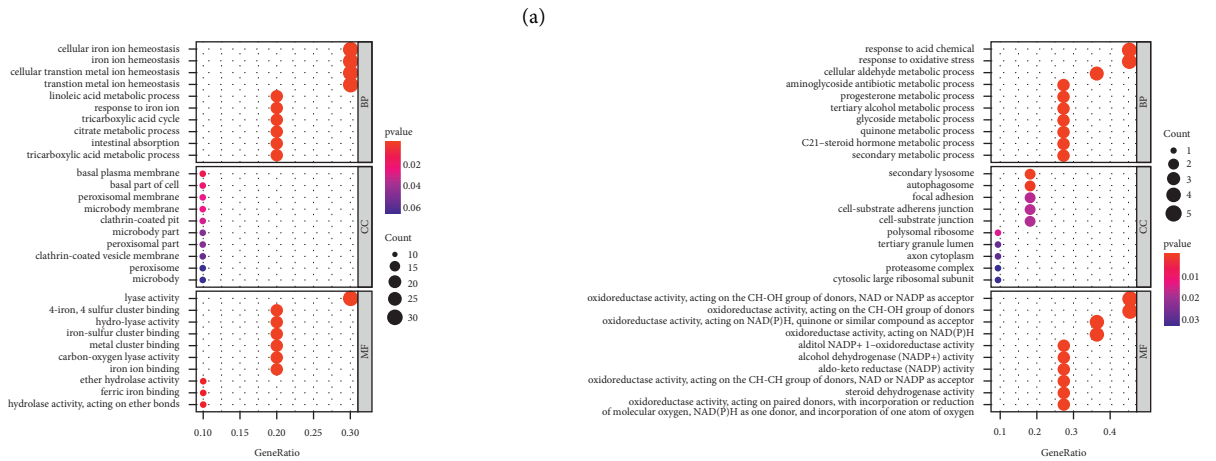 (a)
cellular iron ion hemeostasis
iron ion hemeostasis
cellular transtion metal ion hemeostasis
transtion metal ion hemeostasis
linoleic acid metabolic process
response to iron ion
tricarboxylic acid cycle
citrate metabolic process
intestinal absorption
tricarboxylic acid metabolic process
BP
basal plasma membrane
basal part of cell
peroxisomal membrane
microbody membrane
clathrin-coated pit
microbody part
peroxisomal part
clathrin-coated vesicle membrane
peroxisome
microbody
CC
lyase activity
4-iron, 4 sulfur cluster binding
hydro-lyase activity
iron-sulfur cluster binding
metal cluster binding
carbon-oxygen lyase activity
iron ion binding
ether hydrolase activity
ferric iron binding
hydrolase activity, acting on ether bonds
MF
0.10 0.15 0.20 0.25 0.30
GeneRatio
pvalue
0.02
0.04
0.06
Count
10
15
20
25
30
response to acid chemical
response to oxidative stress
cellular aldehyde metabolic process
aminoglycoside antibiotic metabolic process
progesterone metabolic process
tertiary alcohol metabolic process
glycoside metabolic process
quinone metabolic process
C21–steroid hormone metabolic process
secondary metabolic process
BP
secondary lysosome
autophagosome
focal adhesion
cell-substrate adherens junction
cell-substrate junction
polysomal ribosome
tertiary granule lumen
axon cytoplasm
proteasome complex
cytosolic large ribosomal subunit
CC
oxidoreductase activity, acting on the CH-OH group of donors, NAD or NADP as acceptor
oxidoreductase activity, acting on the CH-OH group of donors
oxidoreductase activity, acting on NAD(P)H, quinone or similar compound as acceptor
oxidoreductase activity, acting on NAD(P)H
alditol NADP+ 1–oxidoreductase activity
alcohol dehydrogenase (NADP+) activity
aldo-keto reductase (NADP) activity
oxidoreductase activity, acting on the CH-CH group of donors, NAD or NADP as acceptor
steroid dehydrogenase activity
oxidoreductase activity, acting on paired donors, with incorporation or reduction
of molecular oxygen, NAD(P)H as one donor, and incorporation of one atom of oxygen
MF
0.1 0.2 0.3 0.4
GeneRatio
Count
1
2
3
4
5
pvalue
0.01
0.02
0.03